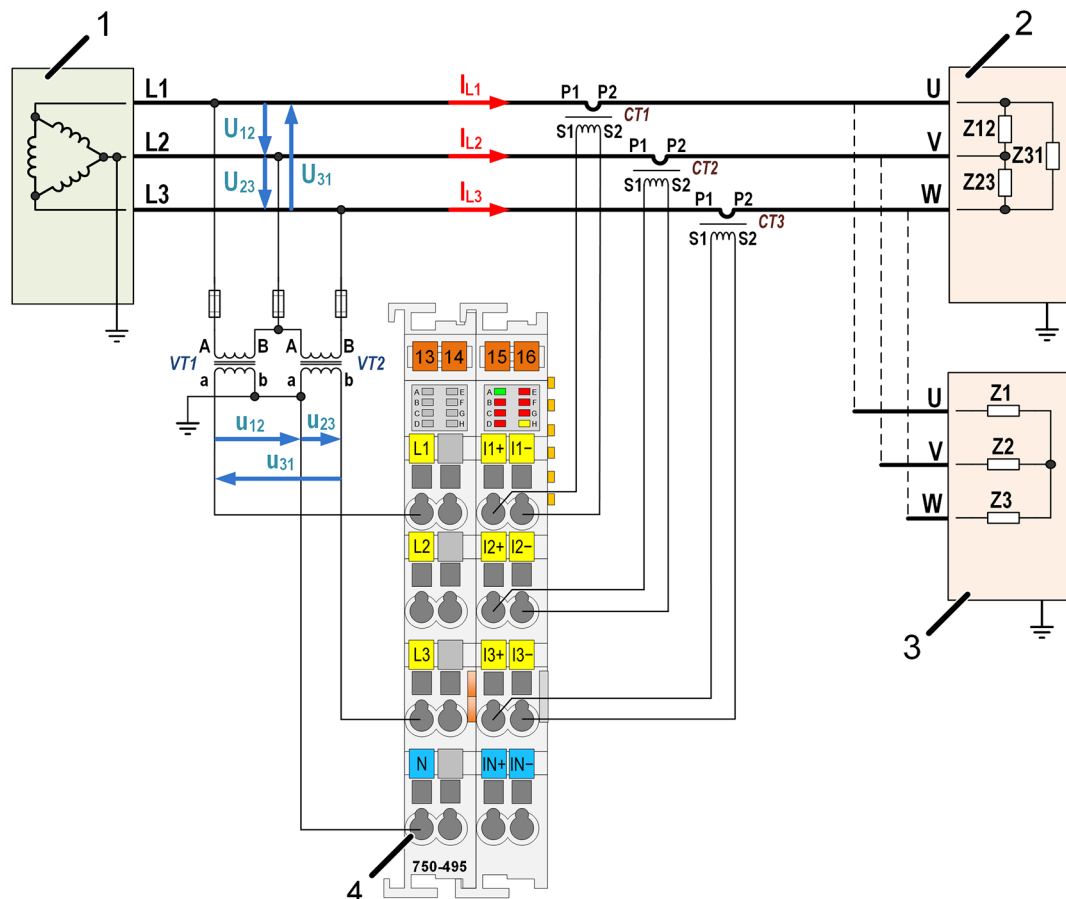 1
2
L1
L2
L3
U12
U23
U31
IL1
IL2
IL3
P1 P2
CT1
S1 S2
P1 P2
CT2
S1 S2
P1 P2
CT3
S1 S2
U
V
W
Z12
Z23
Z31
VT1
A B A B
VT2
a b a b
u12
u23
u31
13 14 15 16
A E A E
B F B F
C G C G
D H D H
L1 I1+ I1−
L2 I2+ I2−
L3 I3+ I3−
N IN+ IN−
750-495
4
U
V
W
Z1
Z2
Z3
3